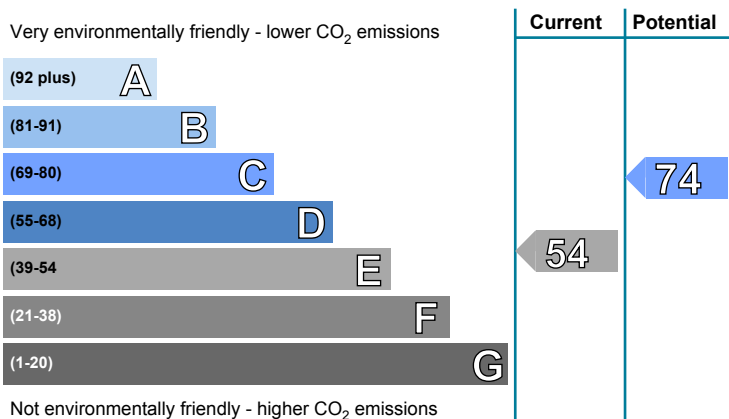 Current Potential
Very environmentally friendly - lower CO2 emissions
(92 plus) A
(81-91) B
(69-80) C
74
(55-68) D
54
(39-54 E
(21-38) F
(1-20) G
Not environmentally friendly - higher CO2 emissions